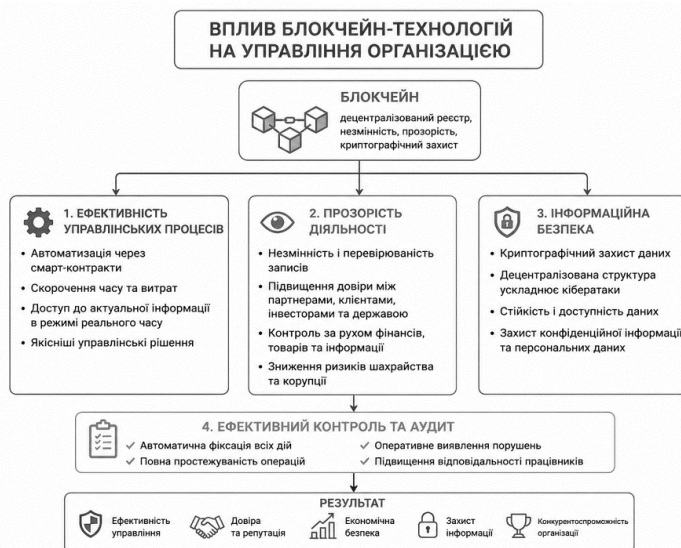 ВПЛИВ БЛОКЧЕЙН-ТЕХНОЛОГІЙ
НА УПРАВЛІННЯ ОРГАНІЗАЦІЄЮ
БЛОКЧЕЙН
децентралізований реєстр,
незмінність, прозорість,
криптографічний захист
1. ЕФЕКТИВНІСТЬ
УПРАВЛІНСЬКИХ ПРОЦЕСІВ
• Автоматизація через
смарт-контракти
• Скорочення часу та витрат
• Доступ до актуальної інформації
в режимі реального часу
• Якісніші управлінські рішення
2. ПРОЗОРІСТЬ
ДІЯЛЬНОСТІ
• Незмінність і перевірюваність
записів
• Підвищення довіри між
партнерами, клієнтами,
інвесторами та державою
• Контроль за рухом фінансів,
товарів та інформації
• Зниження ризиків шахрайства
та корупції
3. ІНФОРМАЦІЙНА
БЕЗПЕКА
• Криптографічний захист даних
• Децентралізована структура
ускладнює кібератаки
• Стійкість і доступність даних
• Захист конфіденційної інформації
та персональних даних
4. ЕФЕКТИВНИЙ КОНТРОЛЬ ТА АУДИТ
✓ Автоматична фіксація всіх дій
✓ Повна простежуваність операцій
✓ Оперативне виявлення порушень
✓ Підвищення відповідальності працівників
РЕЗУЛЬТАТ
Ефективність
управління
Довіра
та репутація
Економічна
безпека
Захист
інформації
Конкурентоспроможність
організації